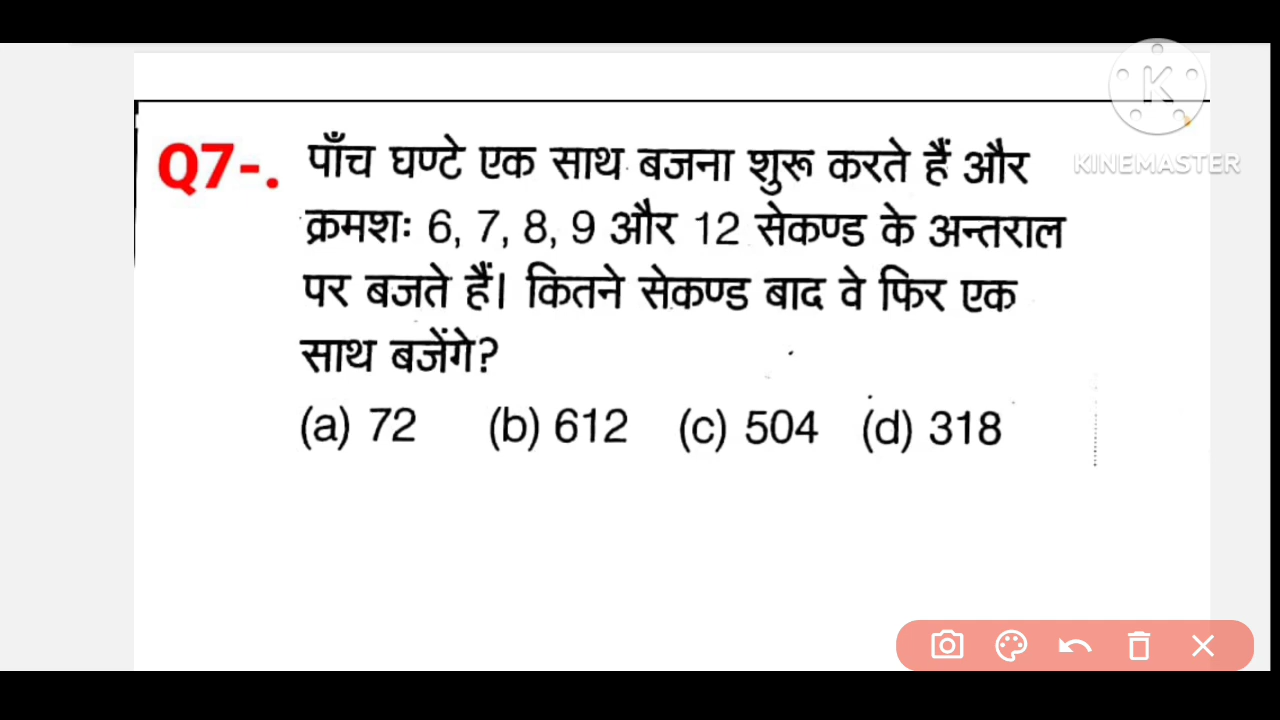 KINEMASTER
Q7-. पाँच घण्टे एक साथ बजना शुरू करते हैं और
क्रमशः 6, 7, 8, 9 और 12 सेकण्ड के अन्तराल
पर बजते हैं। कितने सेकण्ड बाद वे फिर एक
साथ बजेंगे?
(a) 72 (b) 612 (c) 504 (d) 318